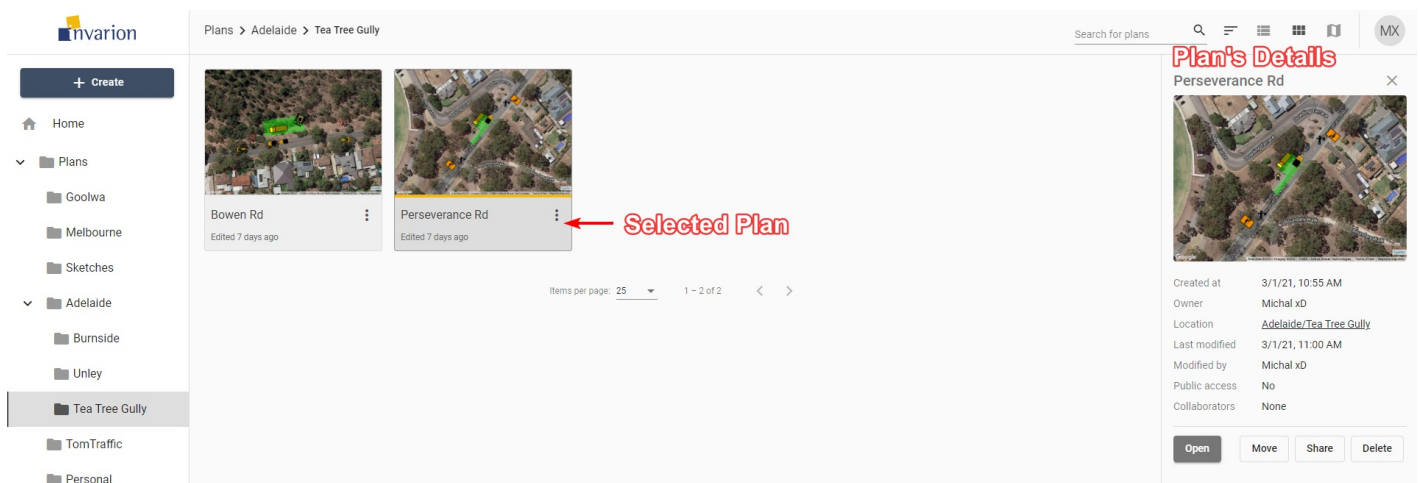 invarion
Plans > Adelaide > Tea Tree Gully
Search for plans
MX
+ Create
Home
Plans
Goolwa
Melbourne
Sketches
Adelaide
Burnside
Unley
Tea Tree Gully
TomTraffic
Personal
Bowen Rd
Edited 7 days ago
Perseverance Rd
Edited 7 days ago
Selected Plan
Items per page: 25 1 – 2 of 2
Plan's Details
Perseverance Rd
Google
Created at 3/1/21, 10:55 AM
Owner Michal xD
Location Adelaide/Tea Tree Gully
Last modified 3/1/21, 11:00 AM
Modified by Michal xD
Public access No
Collaborators None
Open Move Share Delete